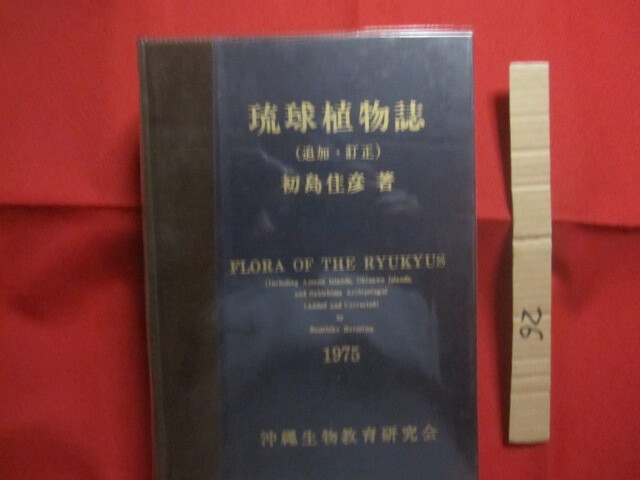 琉球植物誌
(追加・訂正)
初島佳彦 著
FLORA OF THE RYUKYUS
(Including Amami Islands, Okinawa Islands,
and Sakishima Archipelago)
(Added and Corrected)
by
Sumihiko Hatusima
1975
沖縄生物教育研究会
26